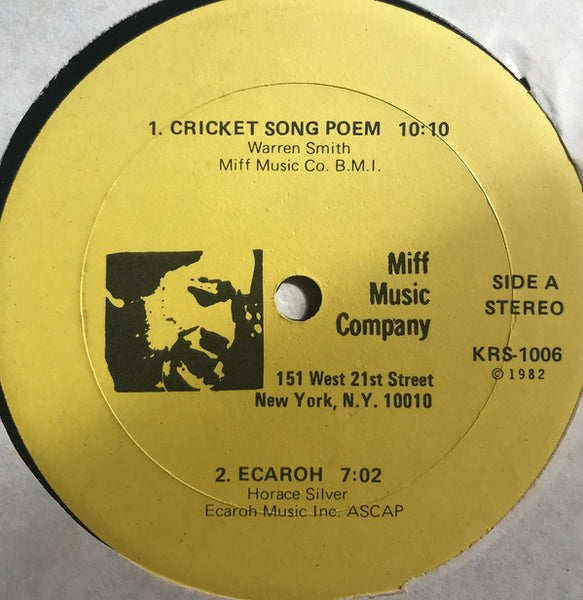 1. CRICKET SONG POEM 10:10
Warren Smith
Miff Music Co. B.M.I.
Miff
Music
Company
151 West 21st Street
New York, N.Y. 10010
SIDE A
STEREO
KRS-1006
© 1982
2. ECAROH 7:02
Horace Silver
Ecaroh Music Inc. ASCAP